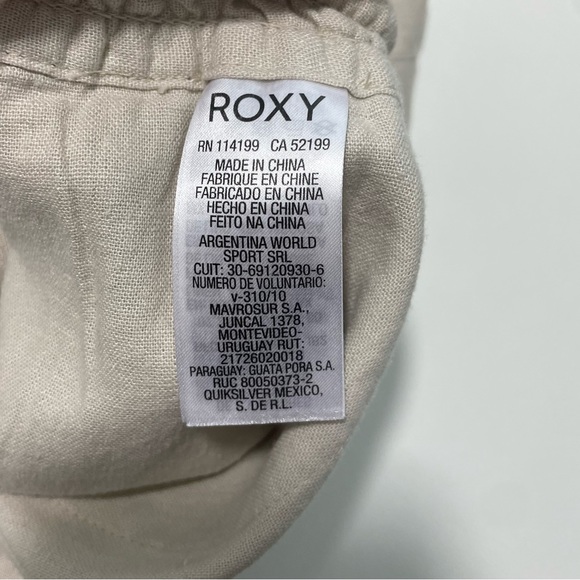 ROXY
RN 114199 CA 52199
MADE IN CHINA
FABRIQUE EN CHINE
FABRICADO EN CHINA
HECHO EN CHINA
FEITO NA CHINA
ARGENTINA WORLD
SPORT SRL
CUIT: 30-69120930-6
NUMERO DE VOLUNTARIO:
v-310/10
MAVROSUR S.A.,
JUNCAL 1378,
MONTEVIDEO-
URUGUAY RUT:
21726020018
PARAGUAY: GUATA PORA S.A.
RUC 80050373-2
QUIKSILVER MEXICO,
S. DE R.L.